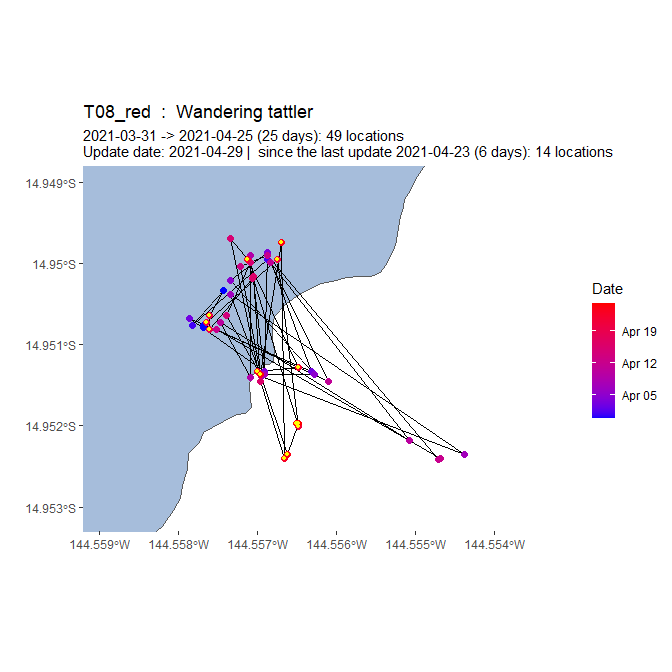 T08_red : Wandering tattler
2021-03-31 -> 2021-04-25 (25 days): 49 locations
Update date: 2021-04-29 | since the last update 2021-04-23 (6 days): 14 locations
14.949°S
14.95°S
14.951°S
14.952°S
14.953°S
144.559°W 144.558°W 144.557°W 144.556°W 144.555°W 144.554°W
Date
Apr 19
Apr 12
Apr 05